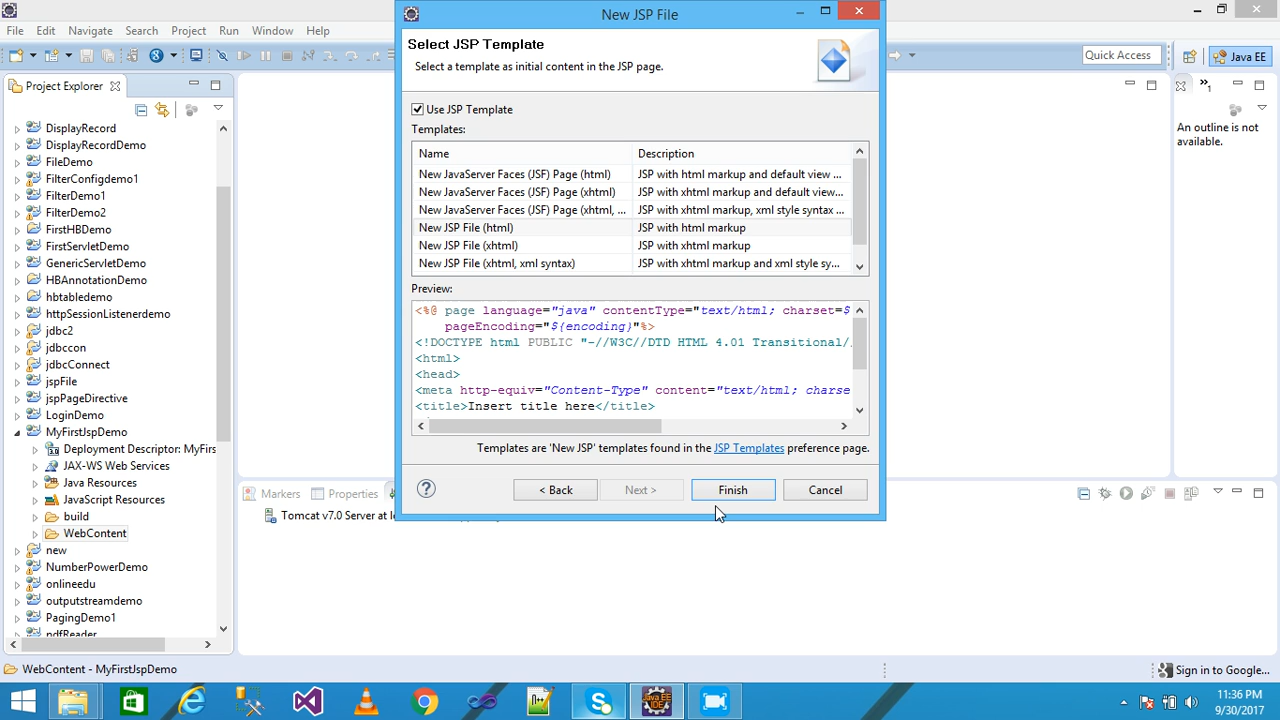 New JSP File
File Edit Navigate Search Project Run Window Help
Quick Access
Java EE
Project Explorer
DisplayRecord
DisplayRecordDemo
FileDemo
FilterConfigdemo1
FilterDemo1
FilterDemo2
FirstHBDemo
FirstServletDemo
GenericServletDemo
HBAnnotationDemo
hbtabledemo
httpSessionListenerdemo
jdbc2
jdbccon
jdbcConnect
jspFile
jspPageDirective
LoginDemo
MyFirstJspDemo
Deployment Descriptor: MyFirs
JAX-WS Web Services
Java Resources
JavaScript Resources
build
WebContent
new
NumberPowerDemo
onlineedu
outputstreamdemo
PagingDemo1
pdfReader
Select JSP Template
Select a template as initial content in the JSP page.
Use JSP Template
Templates:
Name Description
New JavaServer Faces (JSF) Page (html) JSP with html markup and default view ...
New JavaServer Faces (JSF) Page (xhtml) JSP with xhtml markup and default view...
New JavaServer Faces (JSF) Page (xhtml, ... JSP with xhtml markup, xml style syntax ...
New JSP File (html) JSP with html markup
New JSP File (xhtml) JSP with xhtml markup
New JSP File (xhtml, xml syntax) JSP with xhtml markup and xml style sy...
Preview:
<%@ page language="java" contentType="text/html; charset=$
pageEncoding="${encoding}"%>
<!DOCTYPE html PUBLIC "-//W3C//DTD HTML 4.01 Transitional/
<html>
<head>
<meta http-equiv="Content-Type" content="text/html; charse
<title>Insert title here</title>
Templates are 'New JSP' templates found in the JSP Templates preference page.
< Back Next > Finish Cancel
An outline is not
available.
1
Markers Properties
Tomcat v7.0 Server at
WebContent - MyFirstJspDemo
Sign in to Google...
Java EE
IDE
11:36 PM
9/30/2017